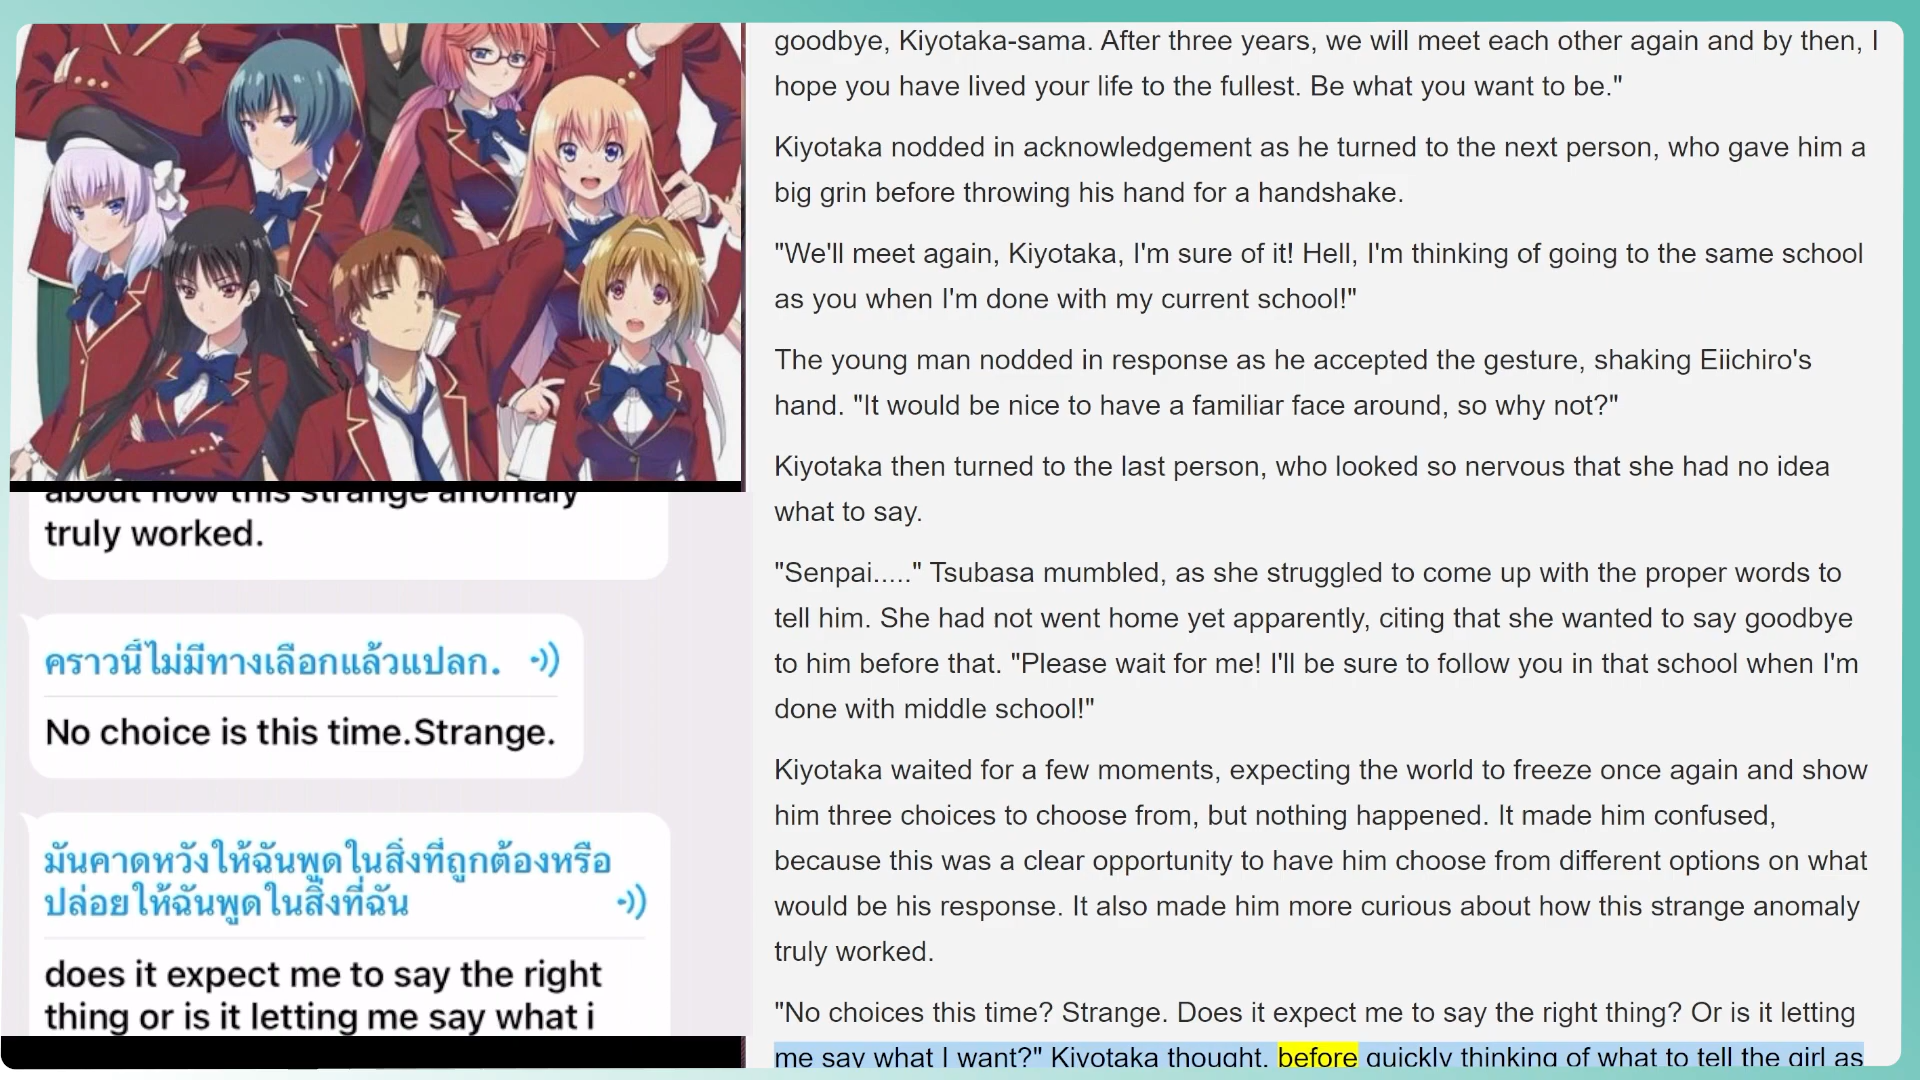 about how this strange anomaly
truly worked.
คราวนี้ไม่มีทางเลือกแล้วแปลก.
No choice is this time.Strange.
มันคาดหวังให้ฉันพูดในสิ่งที่ถูกต้องหรือ
ปล่อยให้ฉันพูดในสิ่งที่ฉัน
does it expect me to say the right
thing or is it letting me say what i
goodbye, Kiyotaka-sama. After three years, we will meet each other again and by then, I
hope you have lived your life to the fullest. Be what you want to be."
Kiyotaka nodded in acknowledgement as he turned to the next person, who gave him a
big grin before throwing his hand for a handshake.
"We'll meet again, Kiyotaka, I'm sure of it! Hell, I'm thinking of going to the same school
as you when I'm done with my current school!"
The young man nodded in response as he accepted the gesture, shaking Eiichiro's
hand. "It would be nice to have a familiar face around, so why not?"
Kiyotaka then turned to the last person, who looked so nervous that she had no idea
what to say.
"Senpai....." Tsubasa mumbled, as she struggled to come up with the proper words to
tell him. She had not went home yet apparently, citing that she wanted to say goodbye
to him before that. "Please wait for me! I'll be sure to follow you in that school when I'm
done with middle school!"
Kiyotaka waited for a few moments, expecting the world to freeze once again and show
him three choices to choose from, but nothing happened. It made him confused,
because this was a clear opportunity to have him choose from different options on what
would be his response. It also made him more curious about how this strange anomaly
truly worked.
"No choices this time? Strange. Does it expect me to say the right thing? Or is it letting
me say what I want?" Kiyotaka thought, before quickly thinking of what to tell the girl as